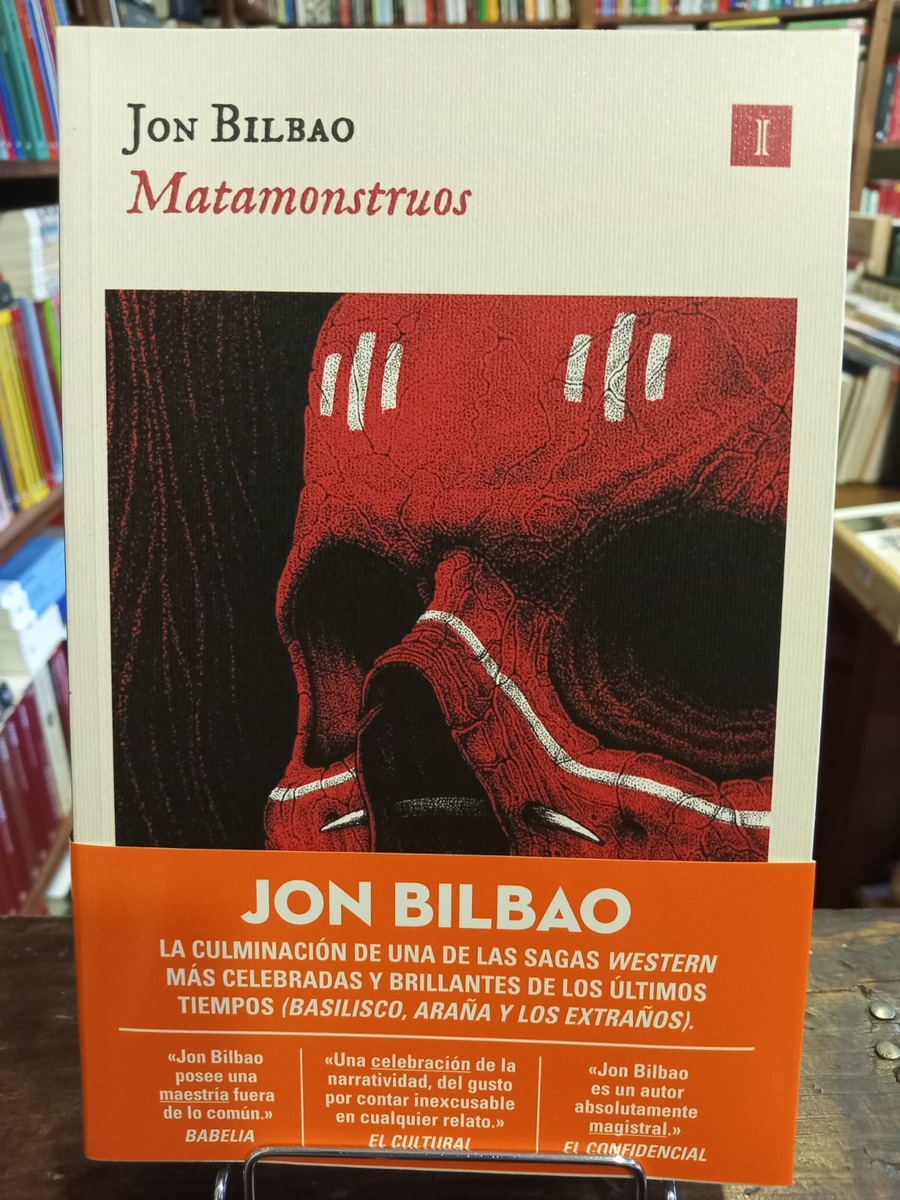 Jon Bilbao
Matamonstruos
I
JON BILBAO
LA CULMINACIÓN DE UNA DE LAS SAGAS WESTERN
MÁS CELEBRADAS Y BRILLANTES DE LOS ÚLTIMOS
TIEMPOS (BASILISCO, ARAÑA Y LOS EXTRAÑOS).
«Jon Bilbao
posee una
maestría fuera
de lo común.»
BABELIA
«Una celebración de la
narratividad, del gusto
por contar inexcusable
en cualquier relato.»
EL CULTURAL
«Jon Bilbao
es un autor
absolutamente
magistral.»
EL CONFIDENCIAL